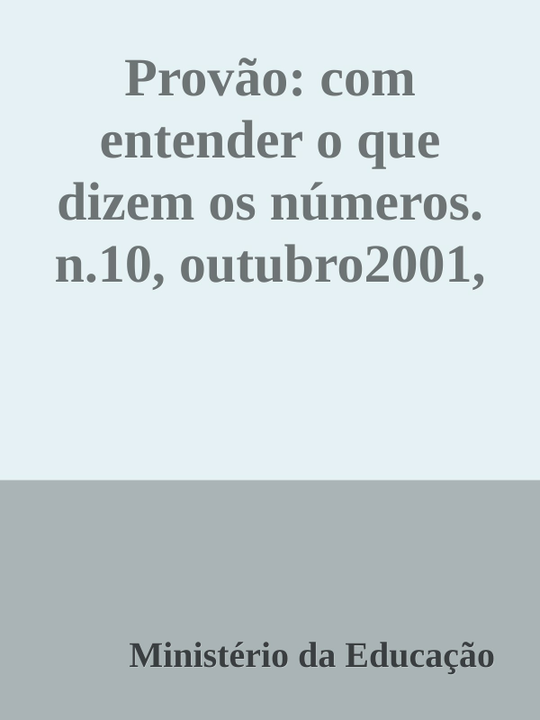 Provão: com
entender o que
dizem os números.
n.10, outubro2001,
Ministério da Educação